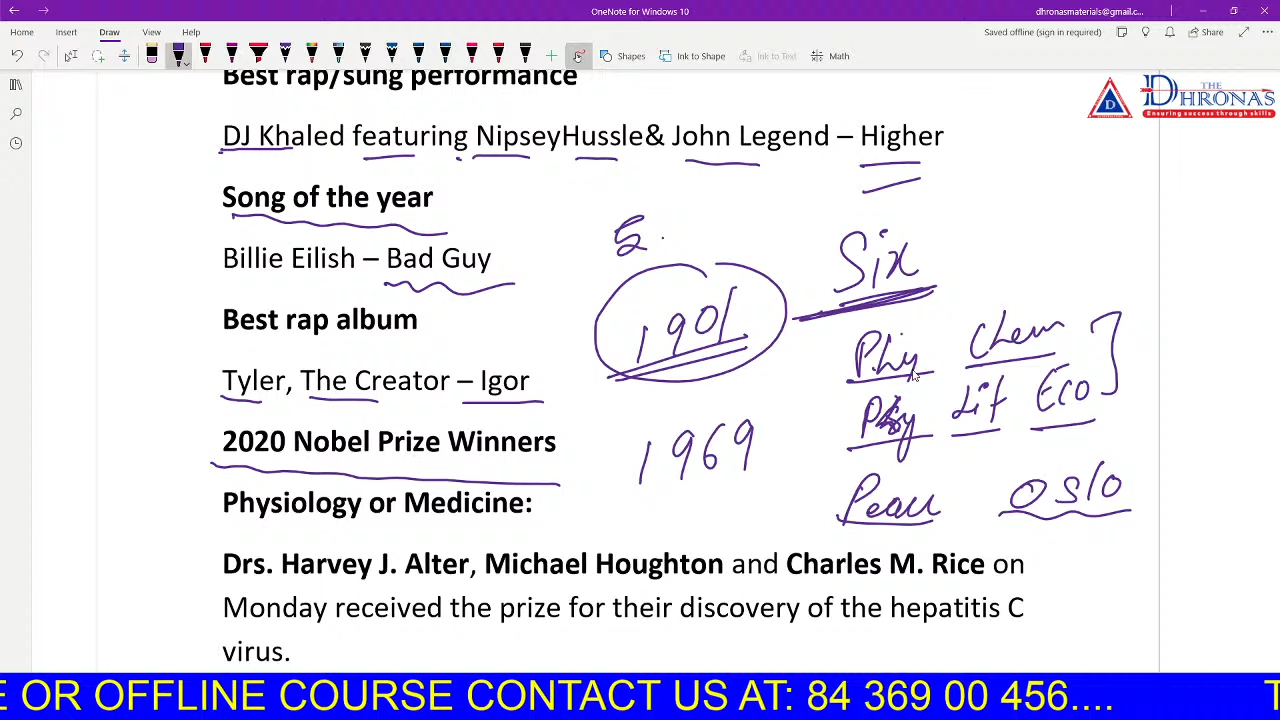 OneNote for Windows 10
dhronasmaterials@gmail.c...
Home Insert Draw View Help
Saved offline (sign in required) Share
Shapes Ink to Shape Ink to Text Math
Best rap/sung performance
THE DHRONAS
Ensuring success through skills
DJ Khaled featuring NipseyHussle& John Legend – Higher
Song of the year
5.
Six
Billie Eilish – Bad Guy
1901
Best rap album
Phy Chem
Tyler, The Creator – Igor
Psy Lit Eco
2020 Nobel Prize Winners
1969
Physiology or Medicine:
Oslo
Drs. Harvey J. Alter, Michael Houghton and Charles M. Rice on
Monday received the prize for their discovery of the hepatitis C
virus.
E OR OFFLINE COURSE CONTACT US AT: 84 369 00 456.... T